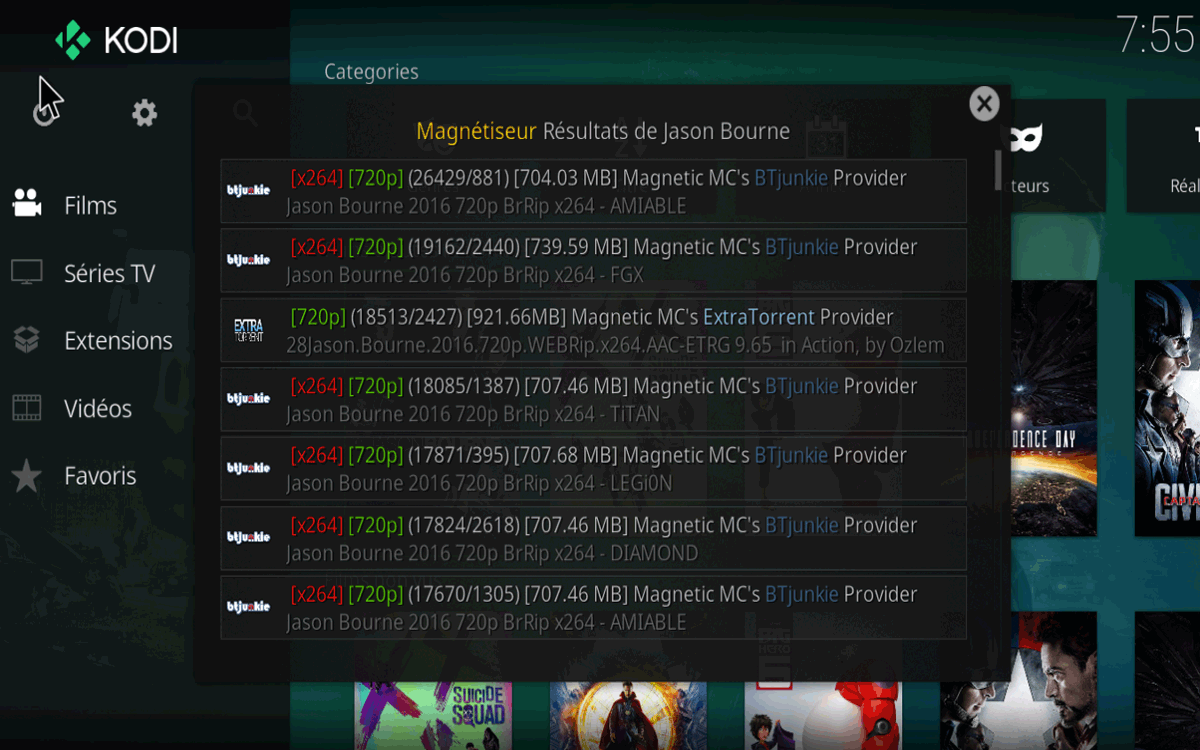 KODI
7:55
Categories
Magnétiseur Résultats de Jason Bourne
btjunkie
[x264] [720p] (26429/881) [704.03 MB] Magnetic MC's BTjunkie Provider
Jason Bourne 2016 720p BrRip x264 - AMIABLE
btjunkie
[x264] [720p] (19162/2440) [739.59 MB] Magnetic MC's BTjunkie Provider
Jason Bourne 2016 720p BrRip x264 - FGX
EXTRA
TORRENT
[720p] (18513/2427) [921.66MB] Magnetic MC's ExtraTorrent Provider
28Jason.Bourne.2016.720p.WEBRip.x264.AAC-ETRG 9.65 in Action, by Ozlem
btjunkie
[x264] [720p] (18085/1387) [707.46 MB] Magnetic MC's BTjunkie Provider
Jason Bourne 2016 720p BrRip x264 - TiTAN
btjunkie
[x264] [720p] (17871/395) [707.68 MB] Magnetic MC's BTjunkie Provider
Jason Bourne 2016 720p BrRip x264 - LEGi0N
btjunkie
[x264] [720p] (17824/2618) [707.46 MB] Magnetic MC's BTjunkie Provider
Jason Bourne 2016 720p BrRip x264 - DIAMOND
btjunkie
[x264] [720p] (17670/1305) [707.46 MB] Magnetic MC's BTjunkie Provider
Jason Bourne 2016 720p BrRip x264 - AMIABLE
Films
Séries TV
Extensions
Vidéos
Favoris
teurs
Réal
DENCE DAY
CIVI
CAPTA
BIG
HERO
6
SUICIDE
SQUAD